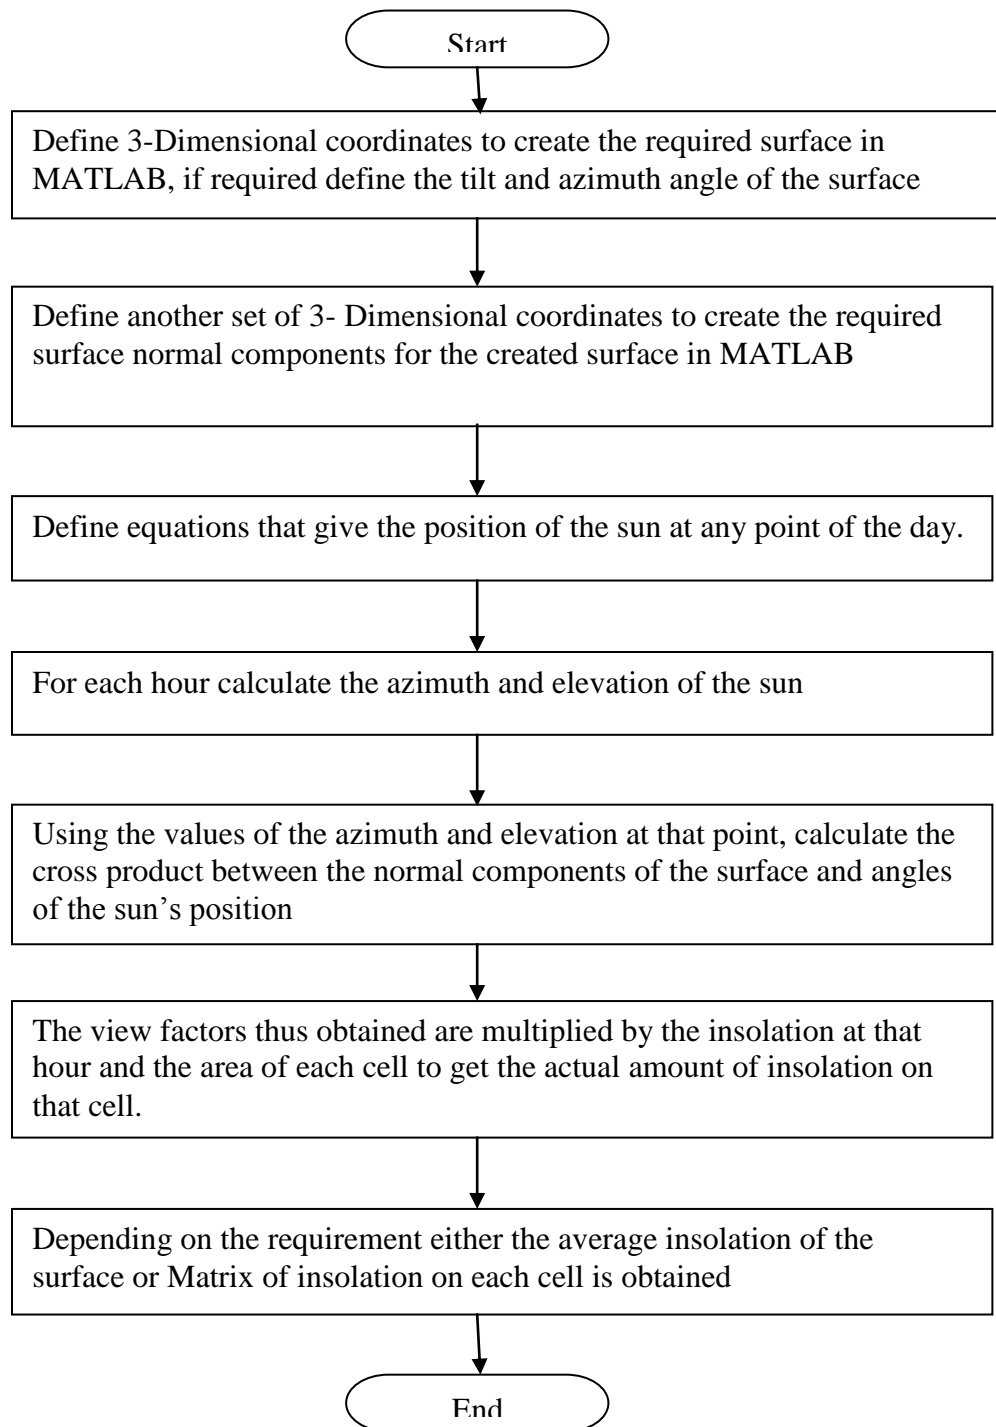 Start
Define 3-Dimensional coordinates to create the required surface in
MATLAB, if required define the tilt and azimuth angle of the surface
Define another set of 3- Dimensional coordinates to create the required
surface normal components for the created surface in MATLAB
Define equations that give the position of the sun at any point of the day.
For each hour calculate the azimuth and elevation of the sun
Using the values of the azimuth and elevation at that point, calculate the
cross product between the normal components of the surface and angles
of the sun’s position
The view factors thus obtained are multiplied by the insolation at that
hour and the area of each cell to get the actual amount of insolation on
that cell.
Depending on the requirement either the average insolation of the
surface or Matrix of insolation on each cell is obtained
End